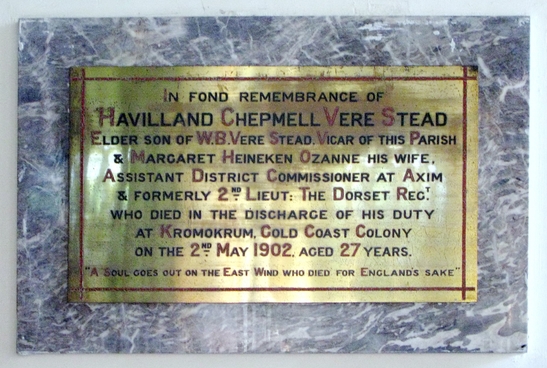 In fond remembrance of
Havilland Chepmell Vere Stead
Elder son of W.B. Vere Stead, Vicar of this Parish
& Margaret Heineken Ozanne his wife,
Assistant District Commissioner at Axim
& formerly 2ND Lieut: The Dorset Regt.
who died in the discharge of his duty
at Kromokrum, Gold Coast Colony
on the 2ND May 1902, aged 27 years.
"A Soul goes out on the East Wind who died for England's sake"